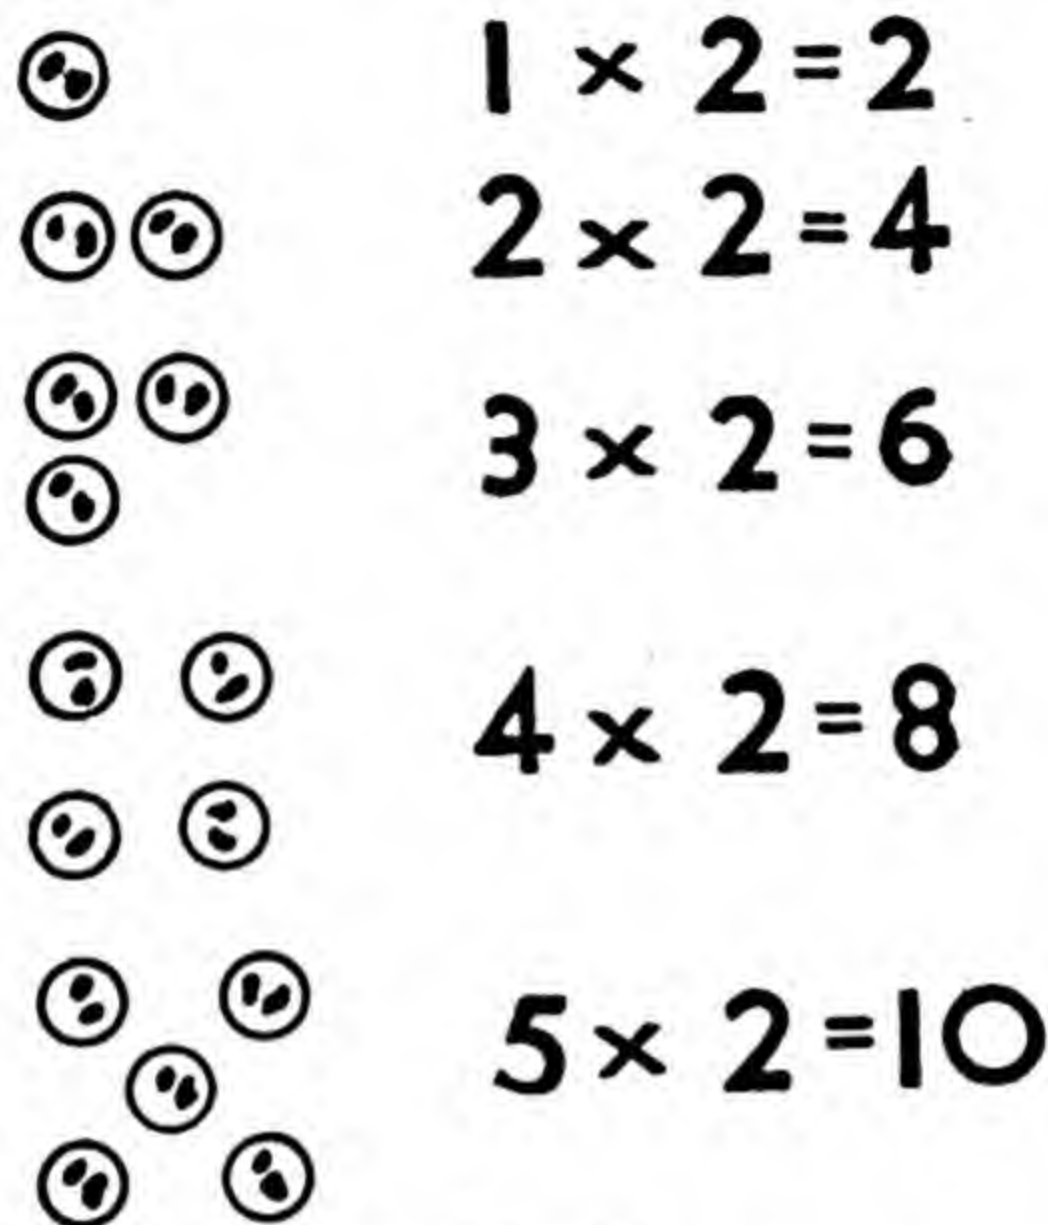 1 × 2 = 2
2 × 2 = 4
3 × 2 = 6
4 × 2 = 8
5 × 2 = 10